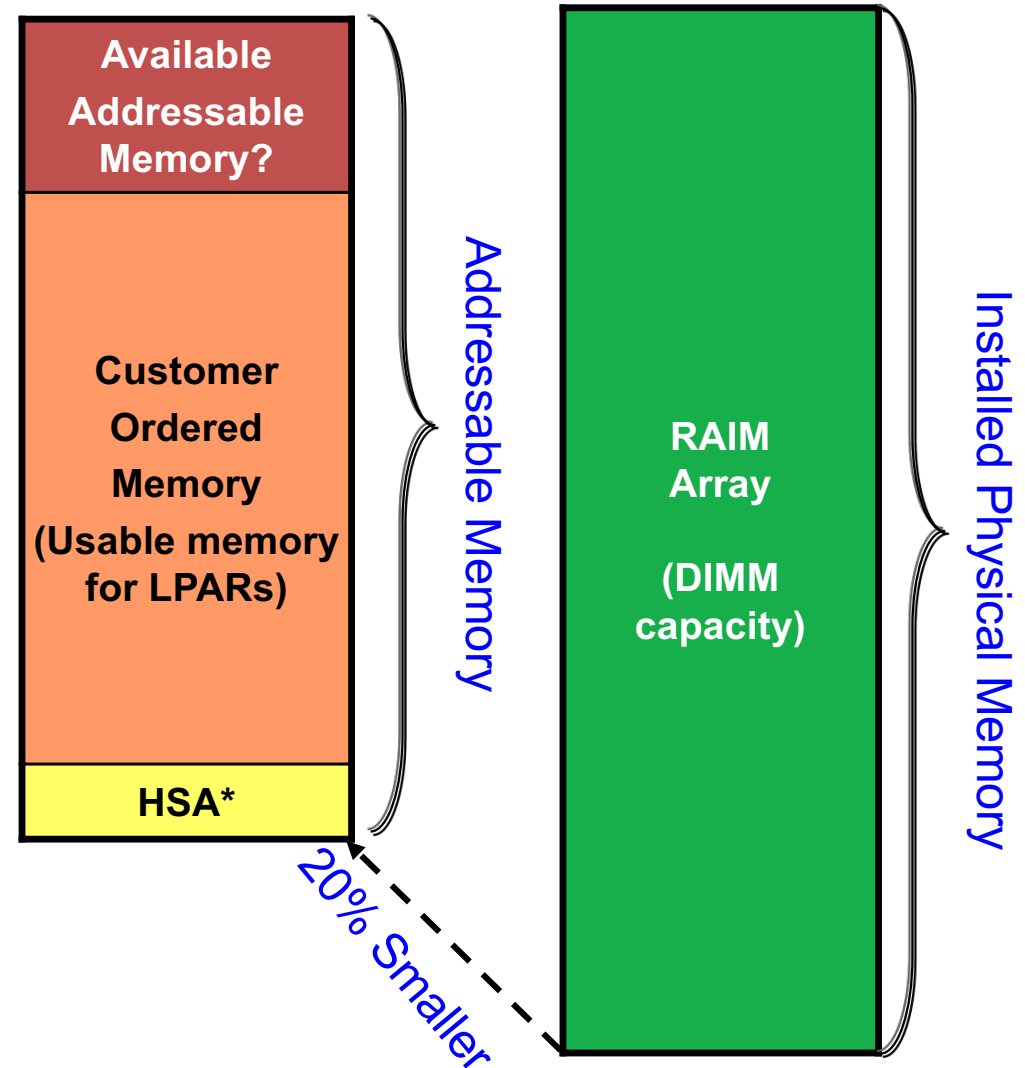 Available
Addressable
Memory?
Customer
Ordered
Memory
(Usable memory
for LPARs)
HSA*
Addressable Memory
20% Smaller
RAIM
Array
(DIMM
capacity)
Installed Physical Memory